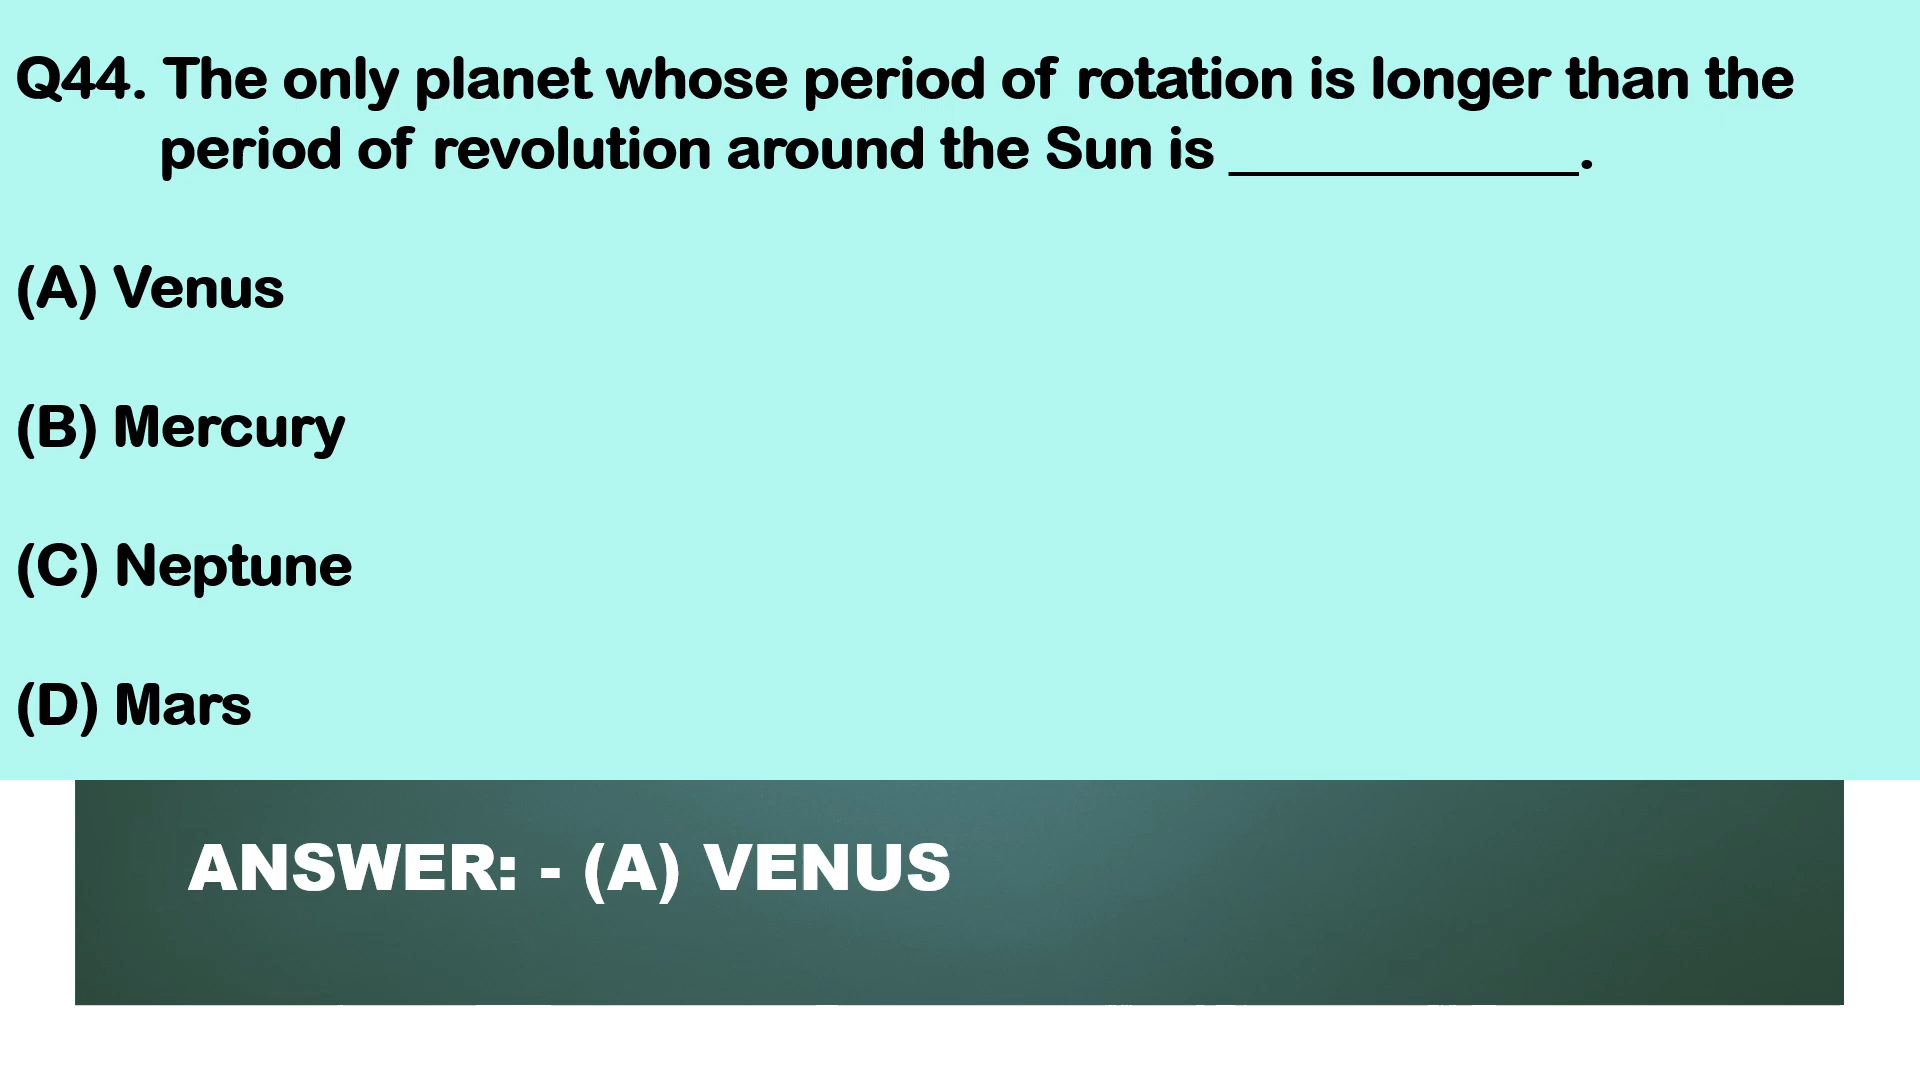 Q44. The only planet whose period of rotation is longer than the
period of revolution around the Sun is ____________.
(A) Venus
(B) Mercury
(C) Neptune
(D) Mars
ANSWER: - (A) VENUS